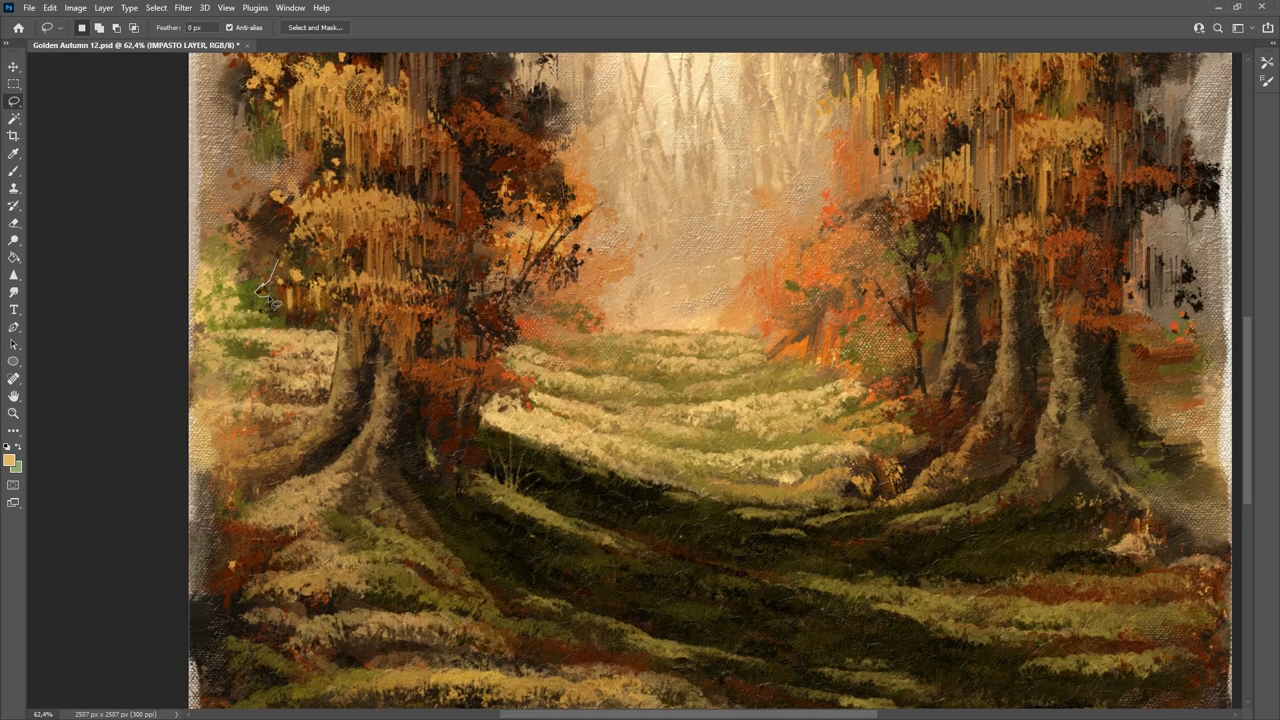 Ps File Edit Image Layer Type Select Filter 3D View Plugins Window Help
Feather: 0 px Anti-alias Select and Mask...
Golden Autumn 12.psd @ 62,4% (IMPASTO LAYER, RGB/8) * ×
T
62,4% 2507 px x 2507 px (300 ppi)